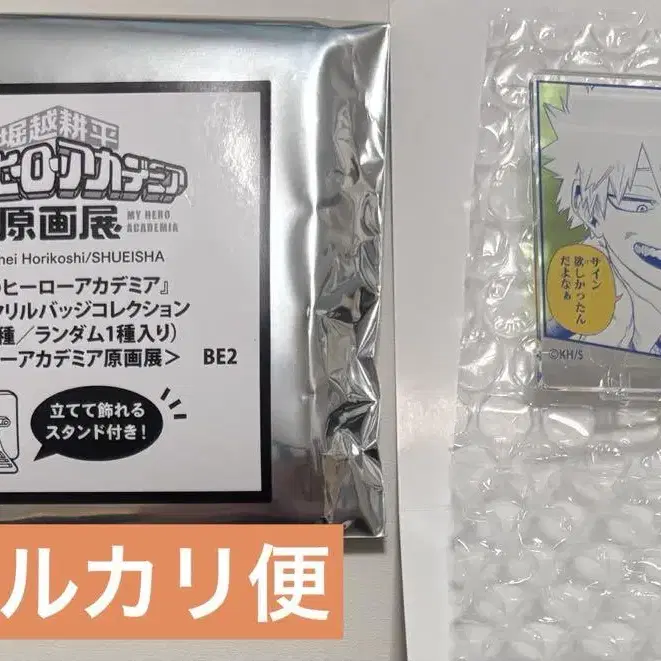 堀越耕平
ヒーローアカデミア
原画展
MY HERO
ACADEMIA
hei Horikoshi/SHUEISHA
のヒーローアカデミア』
クリルバッジコレクション
種／ランダム1種入り）
ーローアカデミア原画展＞ BE2
立てて飾れる
スタンド付き！
サイン
欲しかったん
だよなぁ
©KH/S
ルカリ便